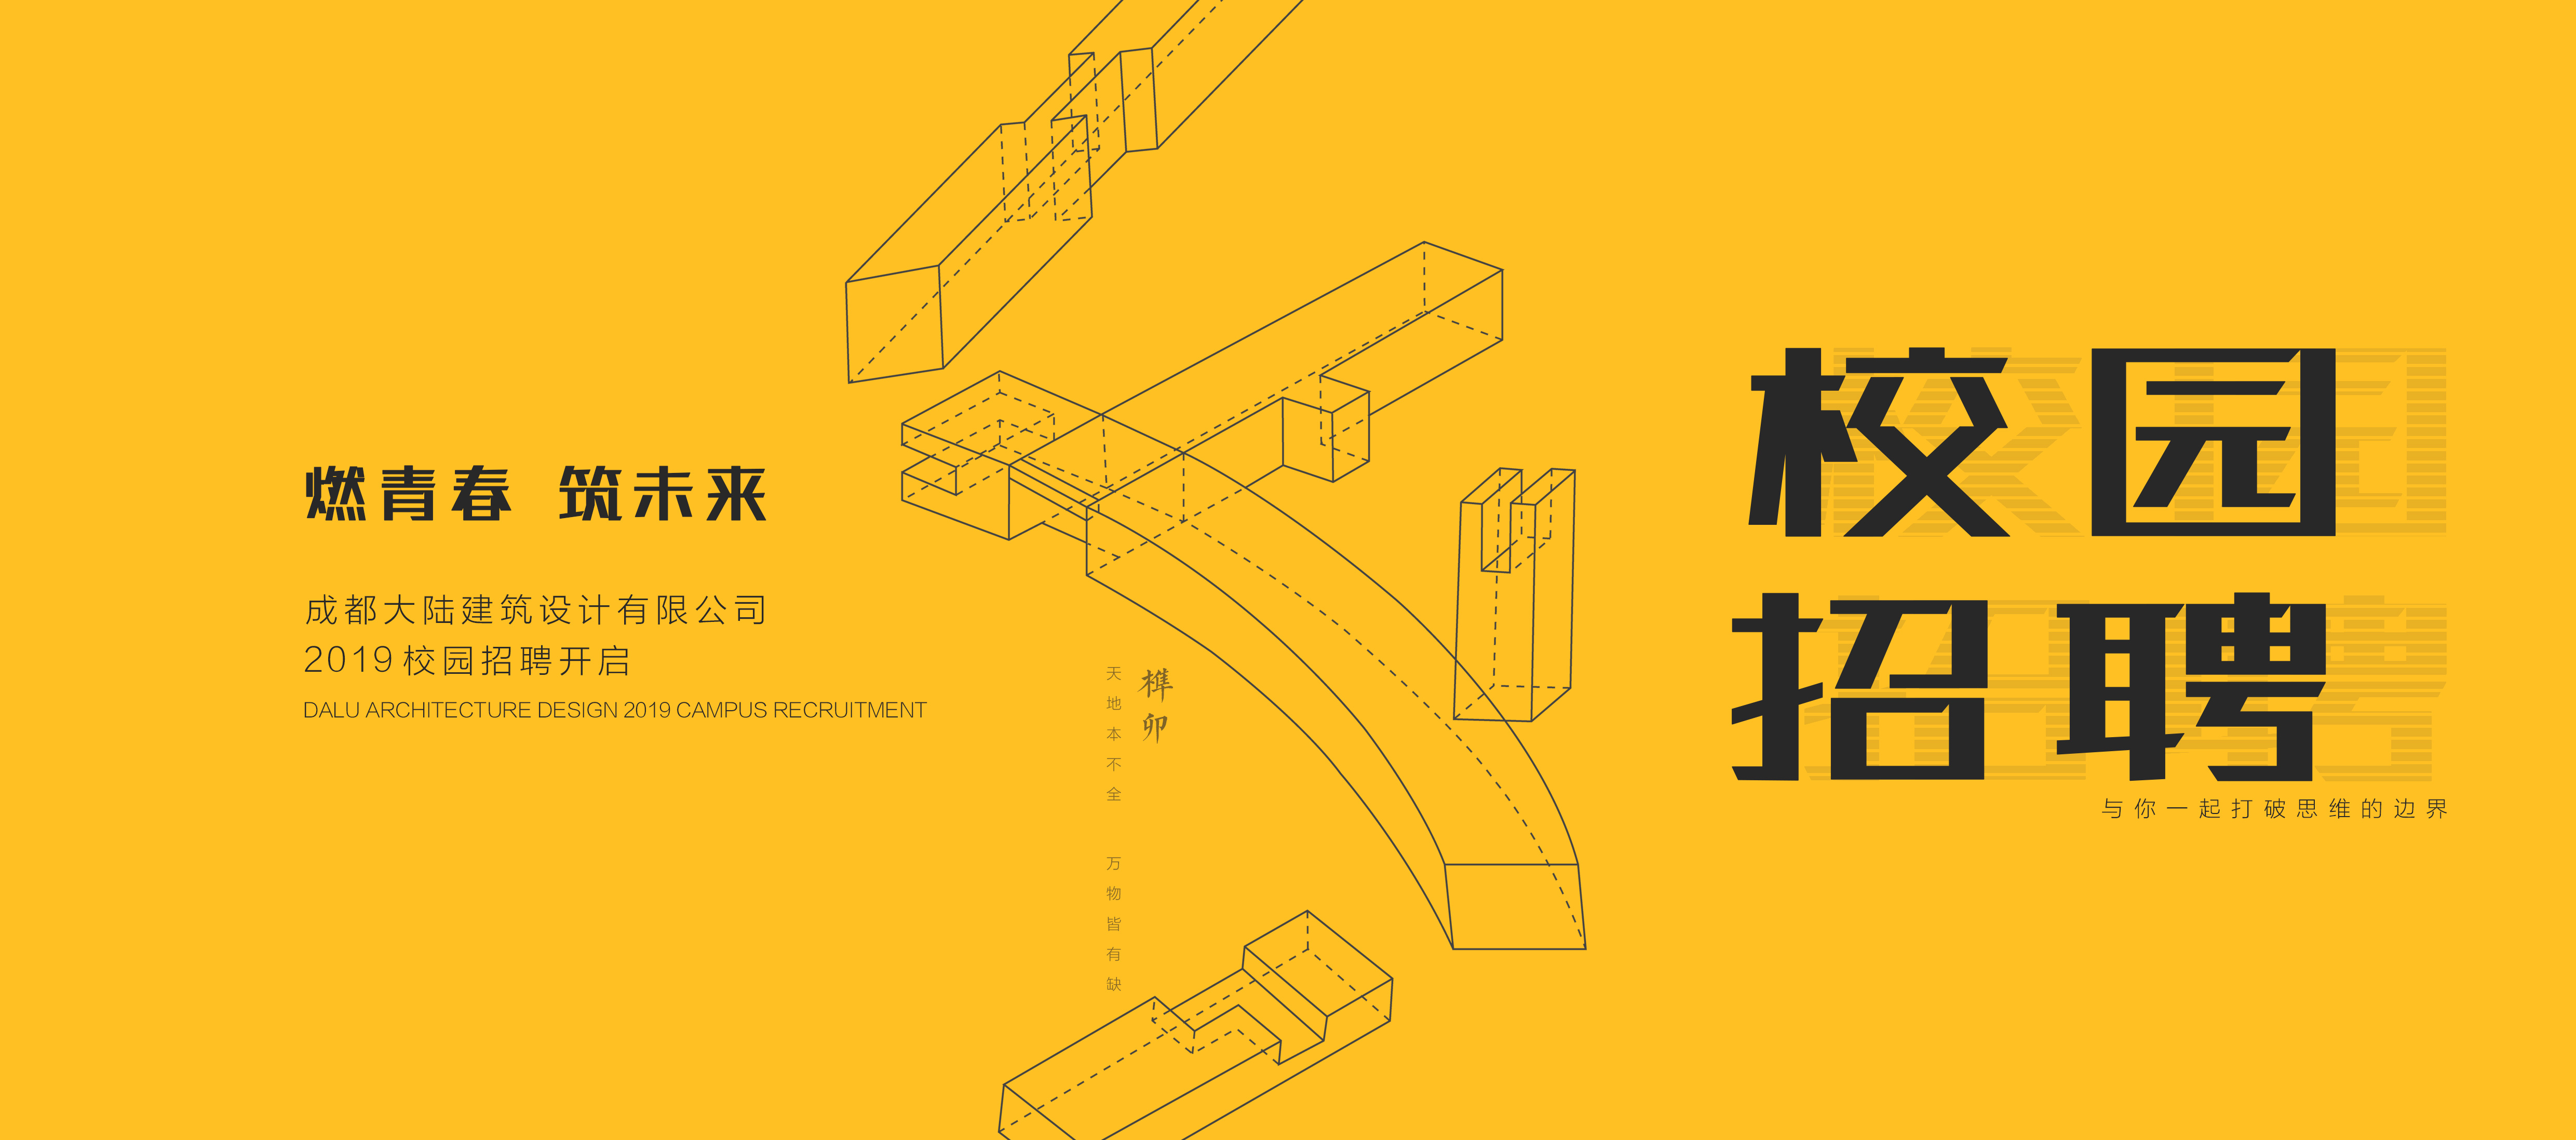 燃青春 筑未来
成都大陆建筑设计有限公司
2019校园招聘开启
DALU ARCHITECTURE DESIGN 2019 CAMPUS RECRUITMENT
榫卯
天地本不全 万物皆有缺
校园
招聘
与你一起打破思维的边界